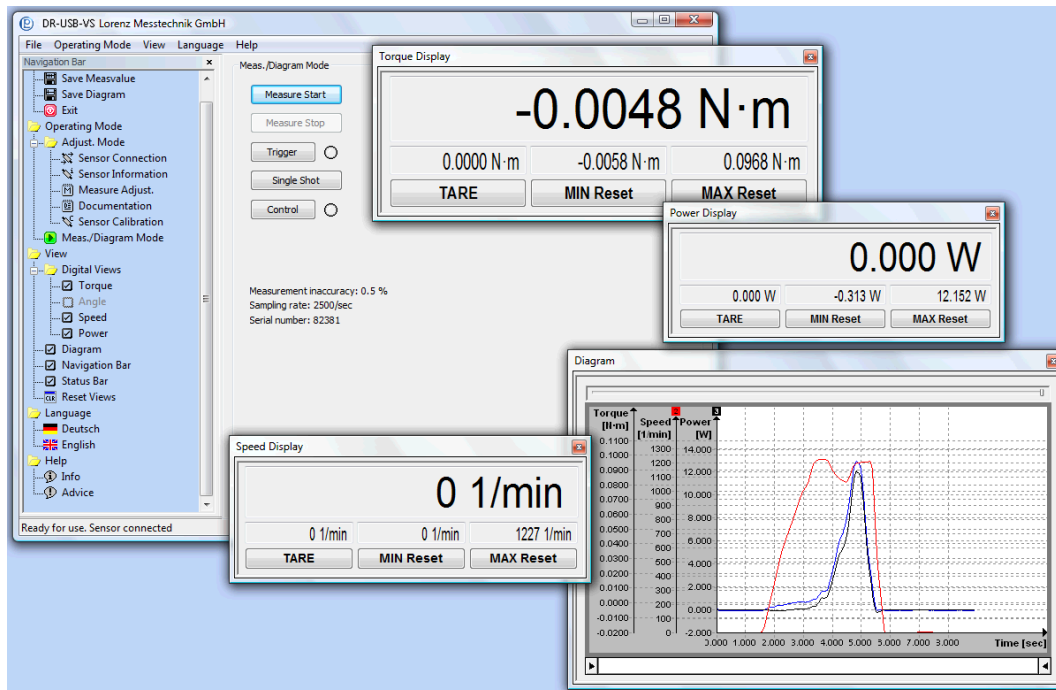 DR-USB-VS Lorenz Messtechnik GmbH
File Operating Mode View Language Help
Navigation Bar
Save Measvalue
Save Diagram
Exit
Operating Mode
Adjust. Mode
Sensor Connection
Sensor Information
Measure Adjust.
Documentation
Sensor Calibration
Meas./Diagram Mode
View
Digital Views
Torque
Angle
Speed
Power
Diagram
Navigation Bar
Status Bar
CLR Reset Views
Language
Deutsch
English
Help
Info
Advice
Ready for use. Sensor connected
Meas./Diagram Mode
Measure Start
Measure Stop
Trigger
Single Shot
Control
Measurement inaccuracy: 0.5 %
Sampling rate: 2500/sec
Serial number: 82381
Torque Display
-0.0048 N·m
0.0000 N·m -0.0058 N·m 0.0968 N·m
TARE MIN Reset MAX Reset
Power Display
0.000 W
0.000 W -0.313 W 12.152 W
TARE MIN Reset MAX Reset
Speed Display
0 1/min
0 1/min 0 1/min 1227 1/min
TARE MIN Reset MAX Reset
Diagram
Torque Speed Power
[N·m] [1/min] [W]
0.1100
0.1000
0.0900
0.0800
0.0700
0.0600
0.0500
0.0400
0.0300
0.0200
0.0100
0.0000
-0.0100
-0.0200
1300
1200
1100
1000
900
800
700
600
500
400
300
200
100
0
14.000
12.000
10.000
8.000
6.000
4.000
2.000
0.000
-2.000
3
1.000 2.000 3.000 4.000 5.000 6.000 7.000
Time [sec]